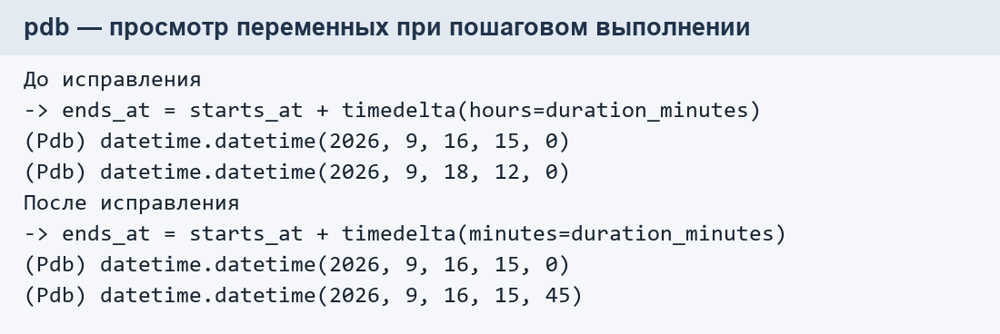 pdb — просмотр переменных при пошаговом выполнении
До исправления
-> ends_at = starts_at + timedelta(hours=duration_minutes)
(Pdb) datetime.datetime(2026, 9, 16, 15, 0)
(Pdb) datetime.datetime(2026, 9, 18, 12, 0)
После исправления
-> ends_at = starts_at + timedelta(minutes=duration_minutes)
(Pdb) datetime.datetime(2026, 9, 16, 15, 0)
(Pdb) datetime.datetime(2026, 9, 16, 15, 45)